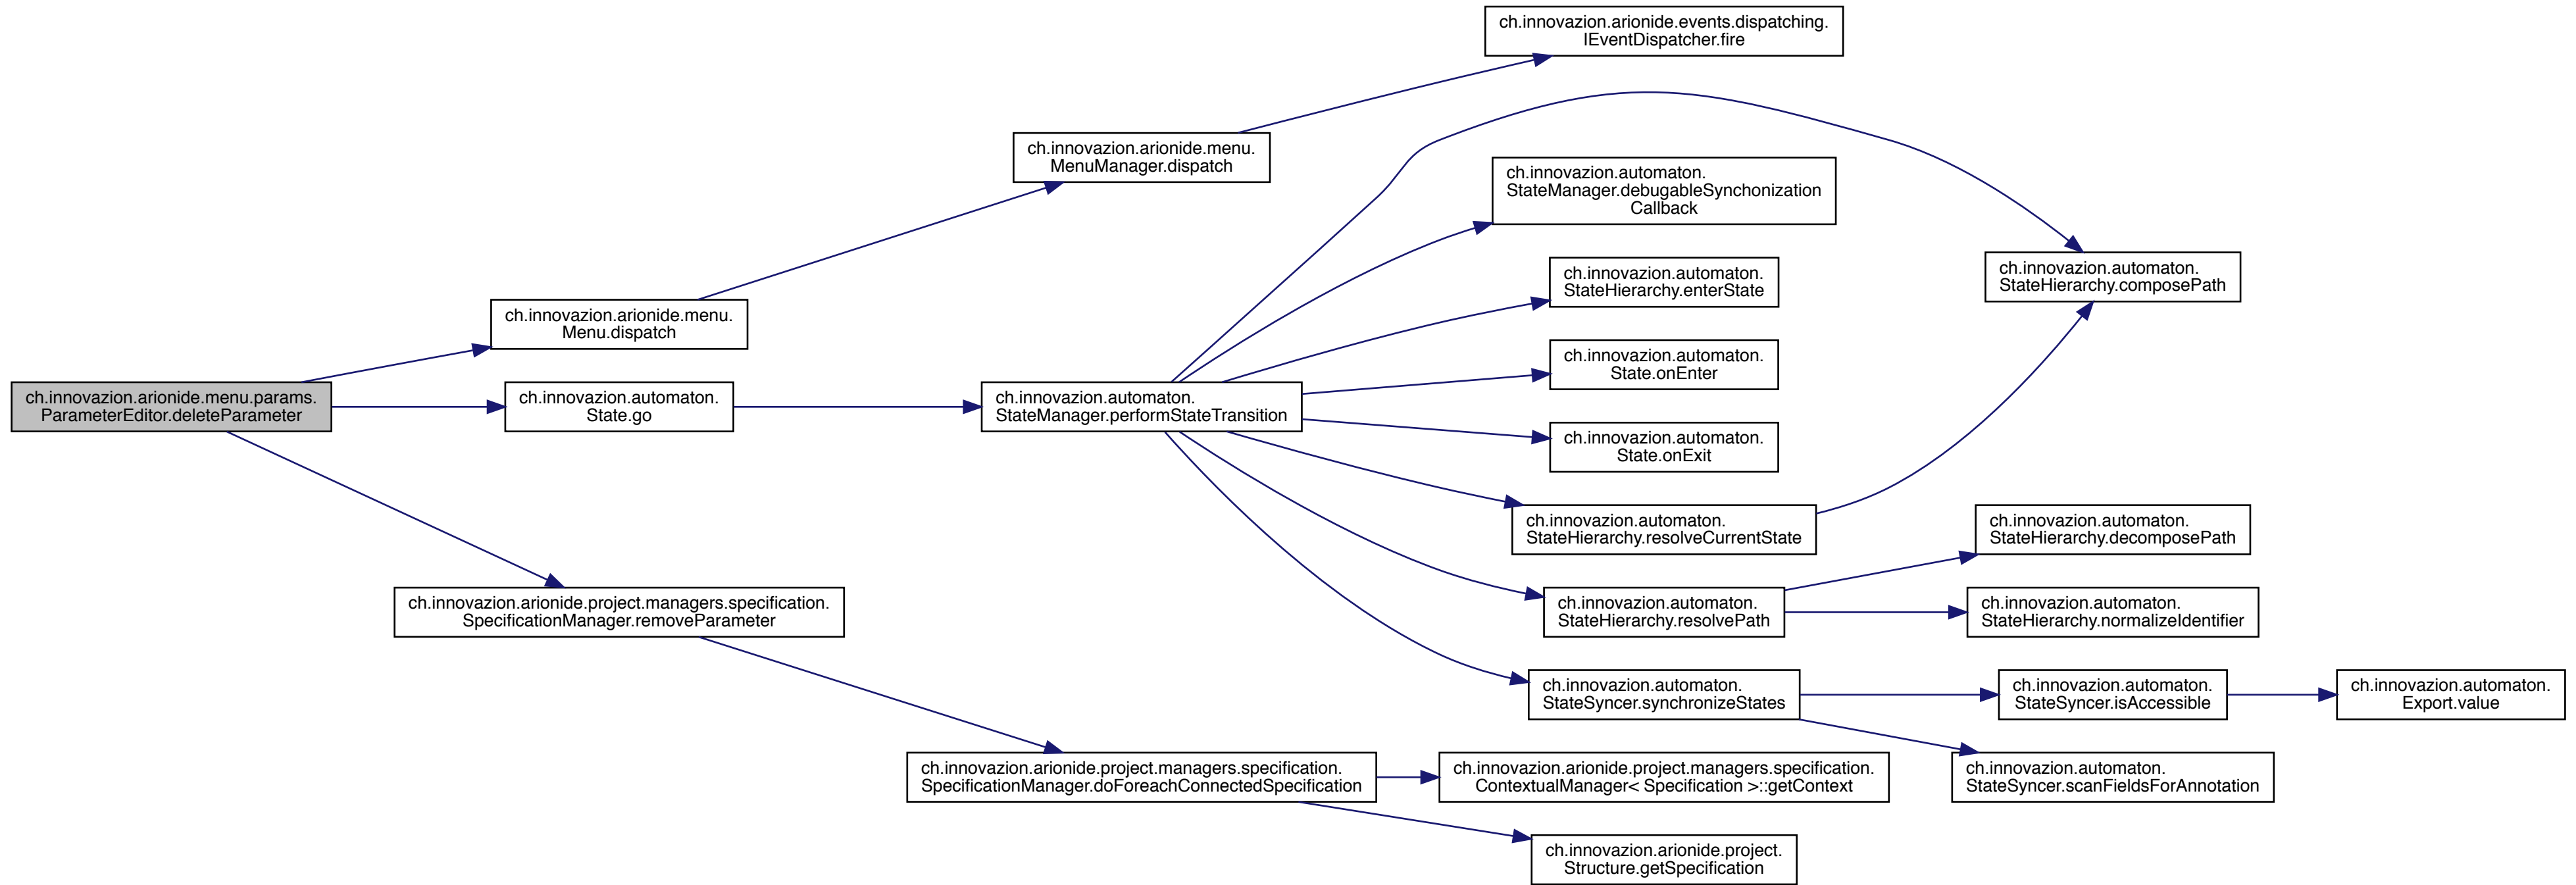 ch.innovazion.arionide.menu.params.
ParameterEditor.deleteParameter
ch.innovazion.arionide.menu.
Menu.dispatch
ch.innovazion.automaton.
State.go
ch.innovazion.arionide.project.managers.specification.
SpecificationManager.removeParameter
ch.innovazion.arionide.menu.
MenuManager.dispatch
ch.innovazion.automaton.
StateManager.performStateTransition
ch.innovazion.arionide.project.managers.specification.
SpecificationManager.doForeachConnectedSpecification
ch.innovazion.arionide.events.dispatching.
IEventDispatcher.fire
ch.innovazion.automaton.
StateManager.debugableSynchonization
Callback
ch.innovazion.automaton.
StateHierarchy.enterState
ch.innovazion.automaton.
State.onEnter
ch.innovazion.automaton.
State.onExit
ch.innovazion.automaton.
StateHierarchy.resolveCurrentState
ch.innovazion.automaton.
StateHierarchy.resolvePath
ch.innovazion.automaton.
StateSyncer.synchronizeStates
ch.innovazion.arionide.project.managers.specification.
ContextualManager< Specification >::getContext
ch.innovazion.arionide.project.
Structure.getSpecification
ch.innovazion.automaton.
StateHierarchy.composePath
ch.innovazion.automaton.
StateHierarchy.decomposePath
ch.innovazion.automaton.
StateHierarchy.normalizeIdentifier
ch.innovazion.automaton.
StateSyncer.isAccessible
ch.innovazion.automaton.
StateSyncer.scanFieldsForAnnotation
ch.innovazion.automaton.
Export.value